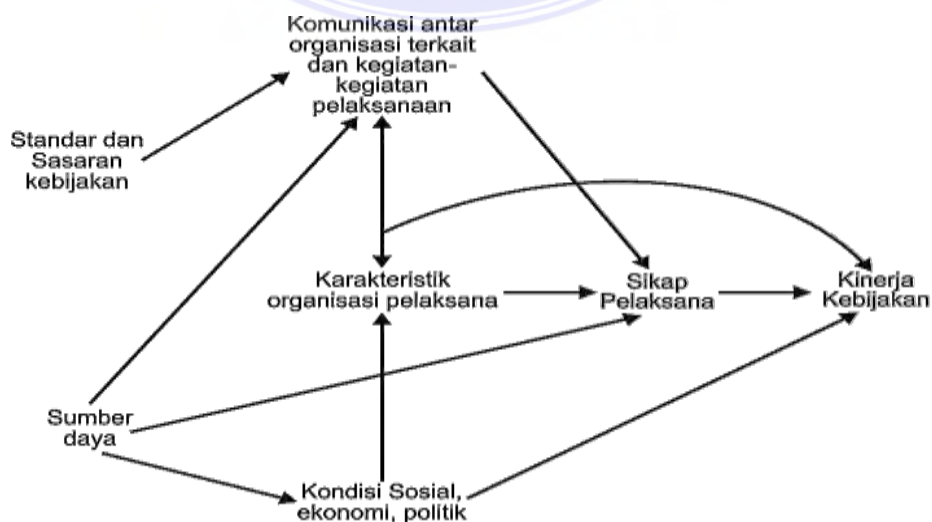 Komunikasi antar
organisasi terkait
dan kegiatan-
kegiatan
pelaksanaan
Standar dan
Sasaran
kebijakan
Karakteristik
organisasi pelaksana
Sikap
Pelaksana
Kinerja
Kebijakan
Sumber
daya
Kondisi Sosial,
ekonomi, politik